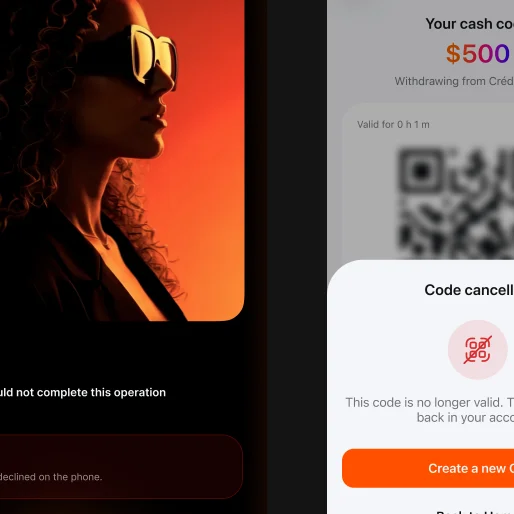 uld not complete this operation
declined on the phone.
Your cash co
$500
Withdrawing from Créd
Valid for 0 h 1 m
Code cancell
This code is no longer valid. T
back in your acco
Create a new